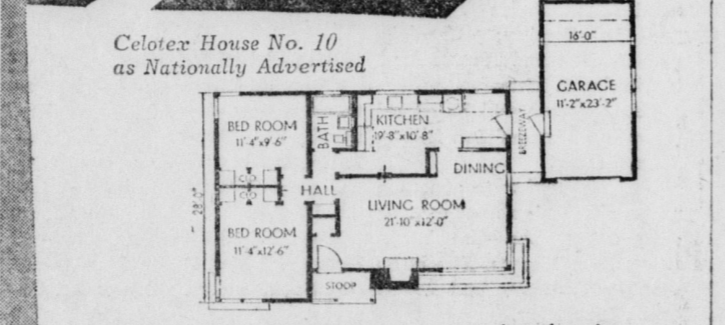 Celotex House No. 10
as Nationally Advertised
16'-0"
GARAGE
11'-2"x23'-2"
BED ROOM
11'-4"x9'-6"
BATH
KITCHEN
19'-8"x10'-8"
BREEZEWAY
DINING
HALL
28'-0"
LIVING ROOM
21'-10"x12'-0"
BED ROOM
11'-4"x12'-6"
STOOP